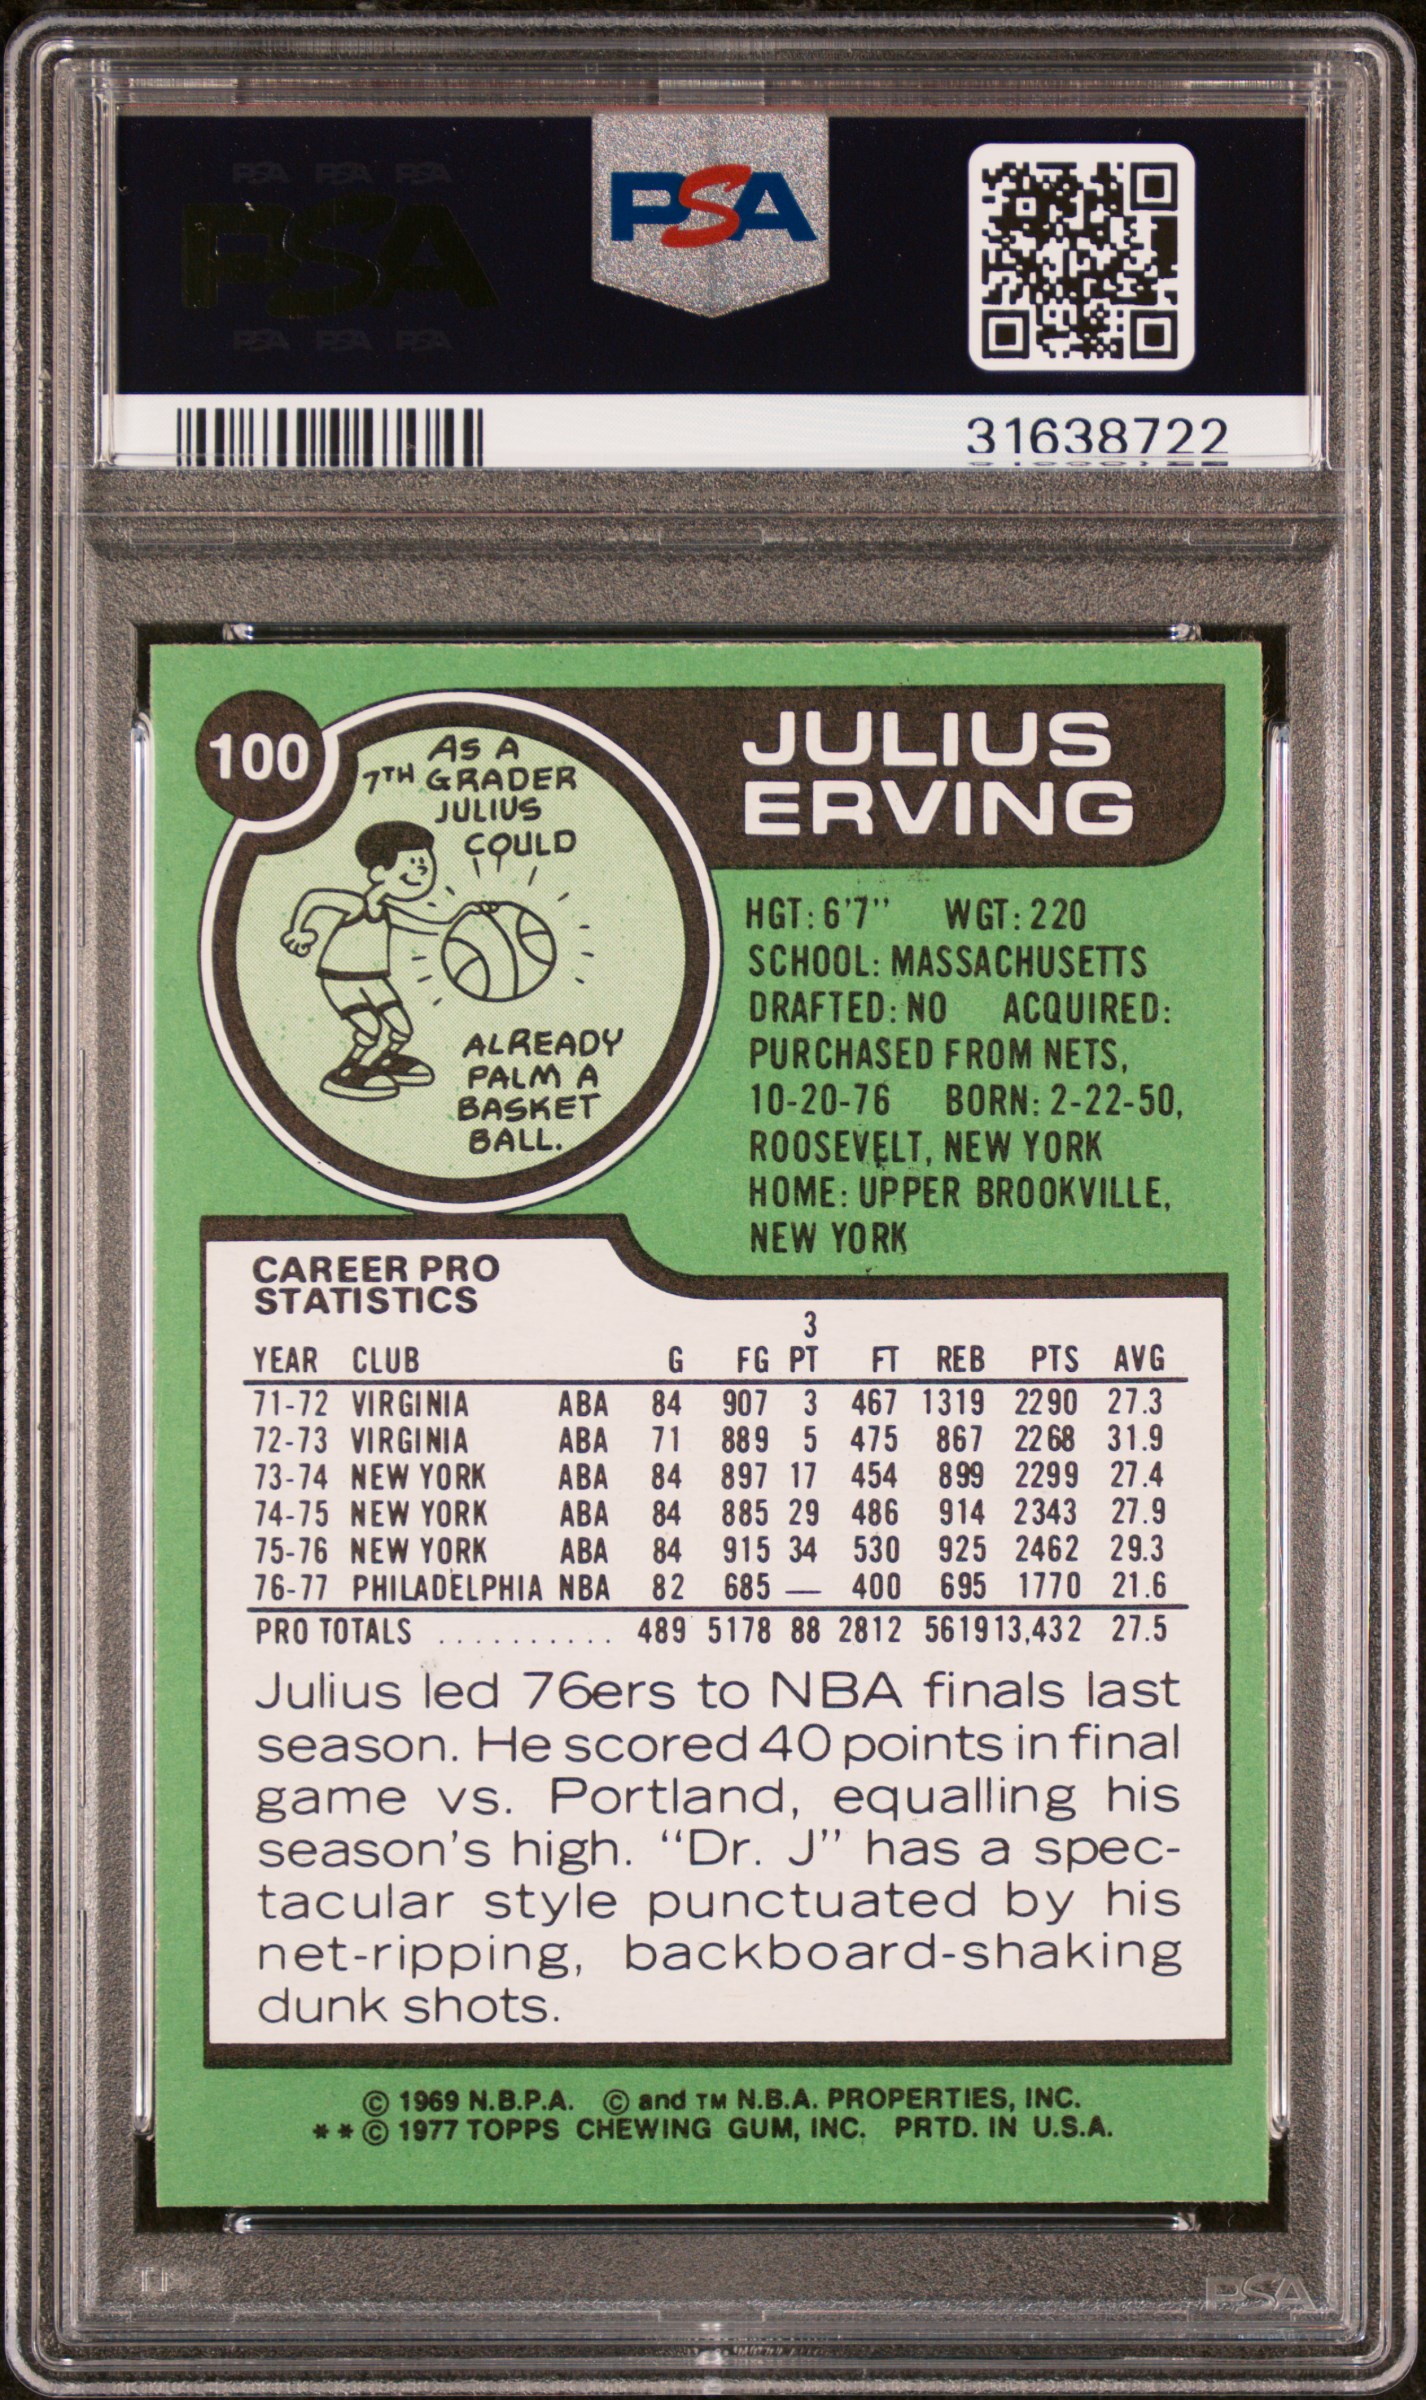 PSA PSA PSA
PSA
PSA PSA PSA
PSA
31638722
100
JULIUS
ERVING
AS A
7TH GRADER
JULIUS
COULD
ALREADY
PALM A
BASKET
BALL.
HGT: 6'7" WGT: 220
SCHOOL: MASSACHUSETTS
DRAFTED: NO ACQUIRED:
PURCHASED FROM NETS,
10-20-76 BORN: 2-22-50,
ROOSEVELT, NEW YORK
HOME: UPPER BROOKVILLE,
NEW YORK
CAREER PRO
STATISTICS
3
YEAR CLUB G FG PT FT REB PTS AVG
71-72 VIRGINIA ABA 84 907 3 467 1319 2290 27.3
72-73 VIRGINIA ABA 71 889 5 475 867 2268 31.9
73-74 NEW YORK ABA 84 897 17 454 899 2299 27.4
74-75 NEW YORK ABA 84 885 29 486 914 2343 27.9
75-76 NEW YORK ABA 84 915 34 530 925 2462 29.3
76-77 PHILADELPHIA NBA 82 685 — 400 695 1770 21.6
PRO TOTALS .......... 489 5178 88 2812 5619 13,432 27.5
Julius led 76ers to NBA finals last
season. He scored 40 points in final
game vs. Portland, equalling his
season's high. "Dr. J" has a spec-
tacular style punctuated by his
net-ripping, backboard-shaking
dunk shots.
© 1969 N.B.P.A. © and TM N.B.A. PROPERTIES, INC.
**© 1977 TOPPS CHEWING GUM, INC. PRTD. IN U.S.A.
PSA